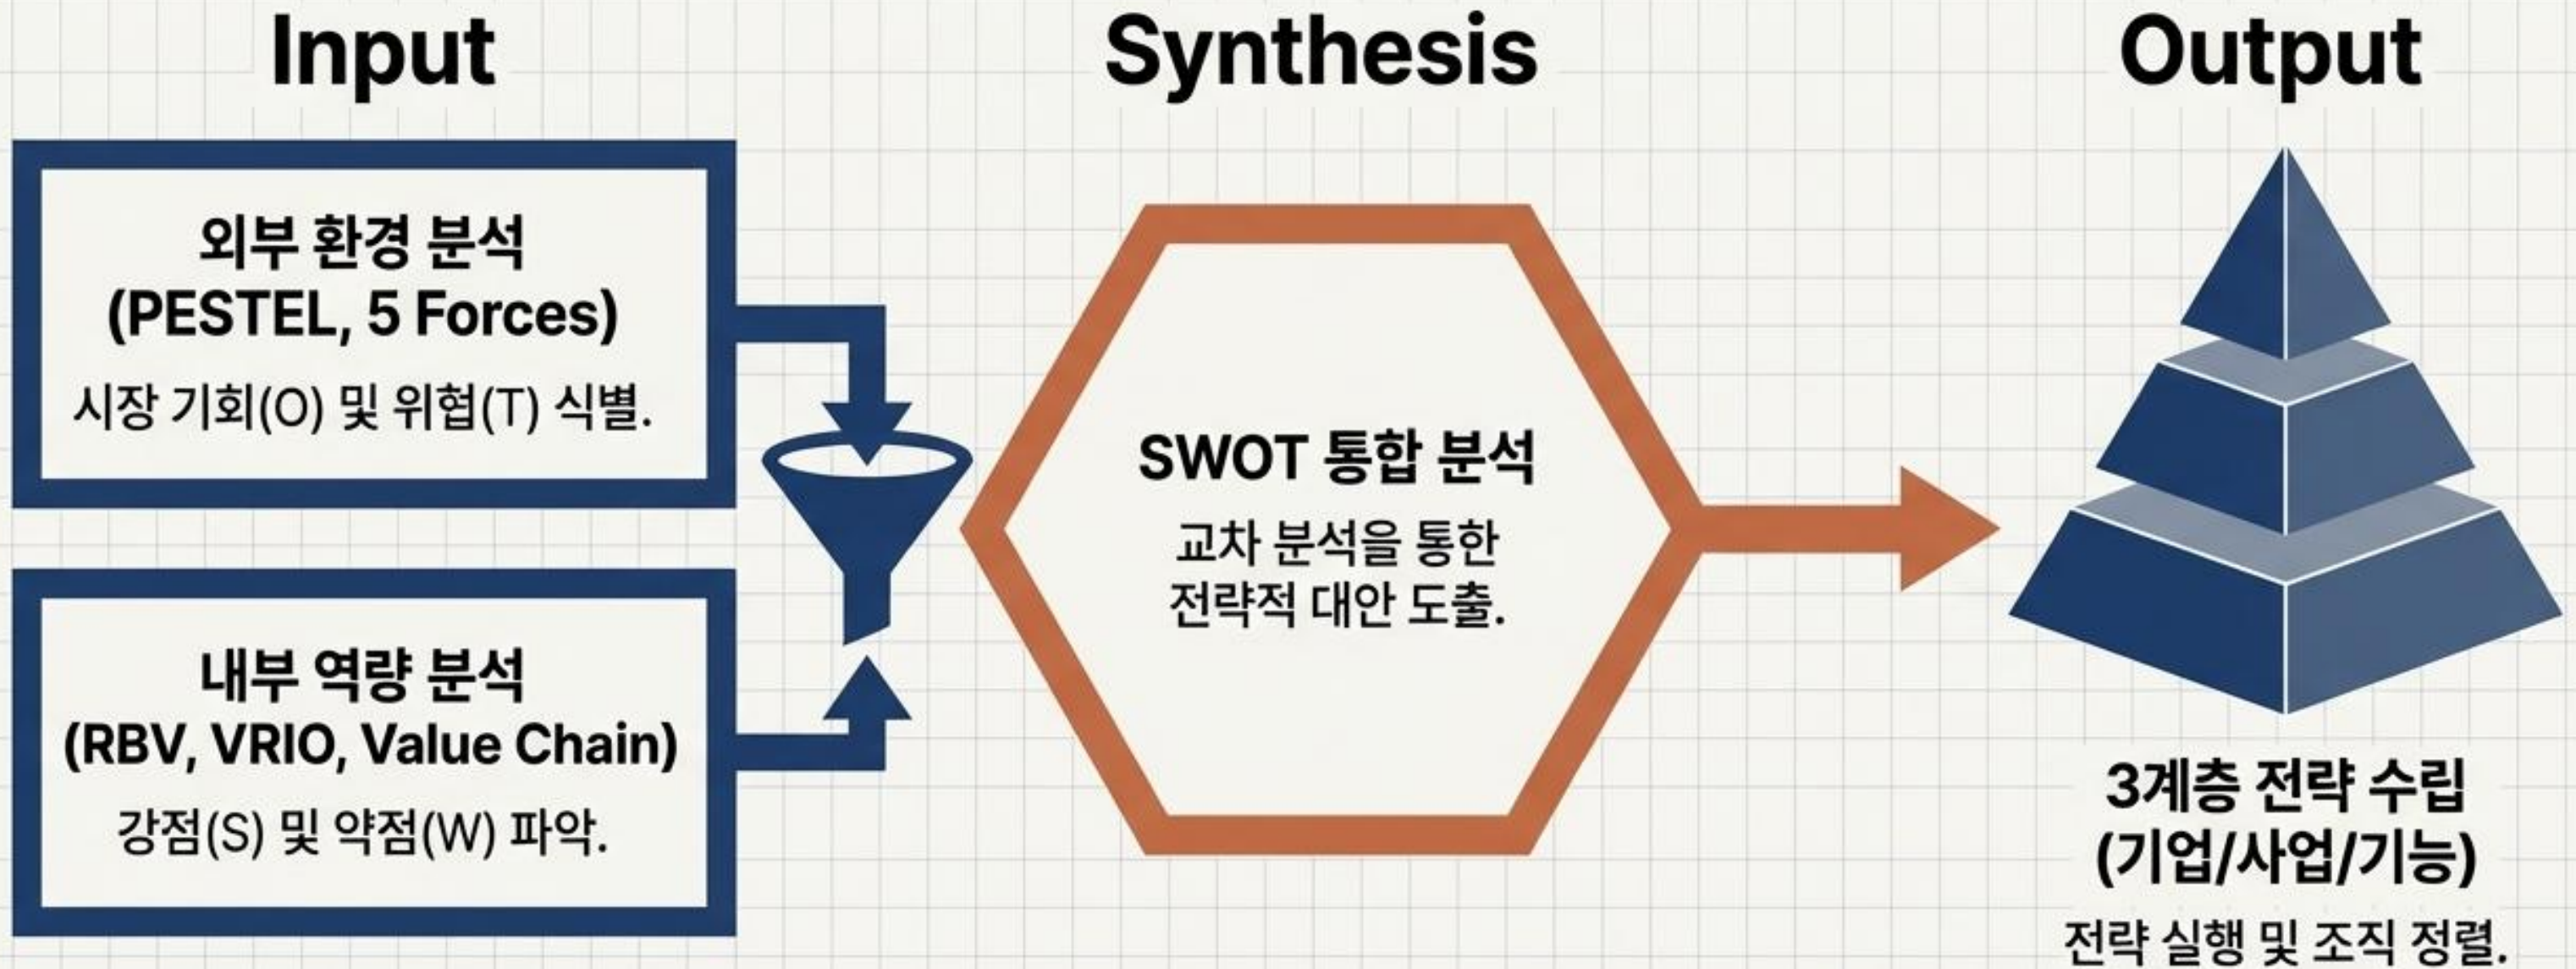 Input
외부 환경 분석
(PESTEL, 5 Forces)
시장 기회(O) 및 위협(T) 식별.
내부 역량 분석
(RBV, VRIO, Value Chain)
강점(S) 및 약점(W) 파악.
Synthesis
SWOT 통합 분석
교차 분석을 통한
전략적 대안 도출.
Output
3계층 전략 수립
(기업/사업/기능)
전략 실행 및 조직 정렬.